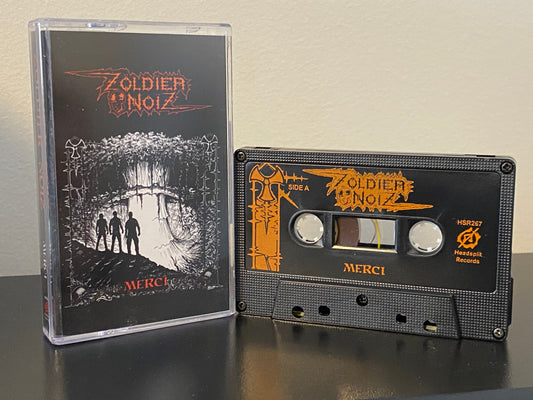 ZOLDIER
NOIZ
MERCI
SIDE A
ZOLDIER
NOIZ
MERCI
HSR267
Headsplit
Records